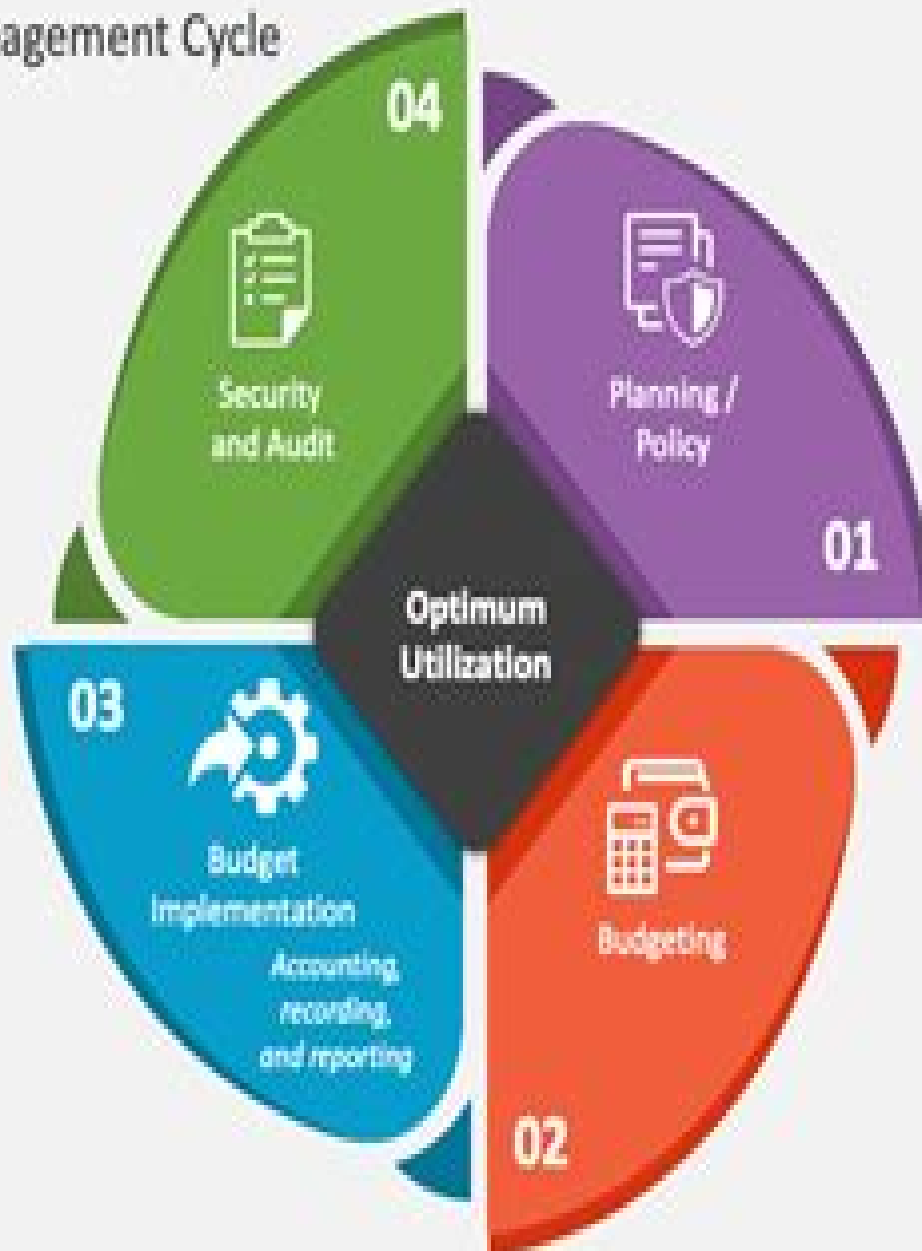 agement Cycle
04
Security
and Audit
Planning /
Policy
01
Optimum
Utilization
03
Budget
Implementation
Accounting,
recording,
and reporting
Budgeting
02